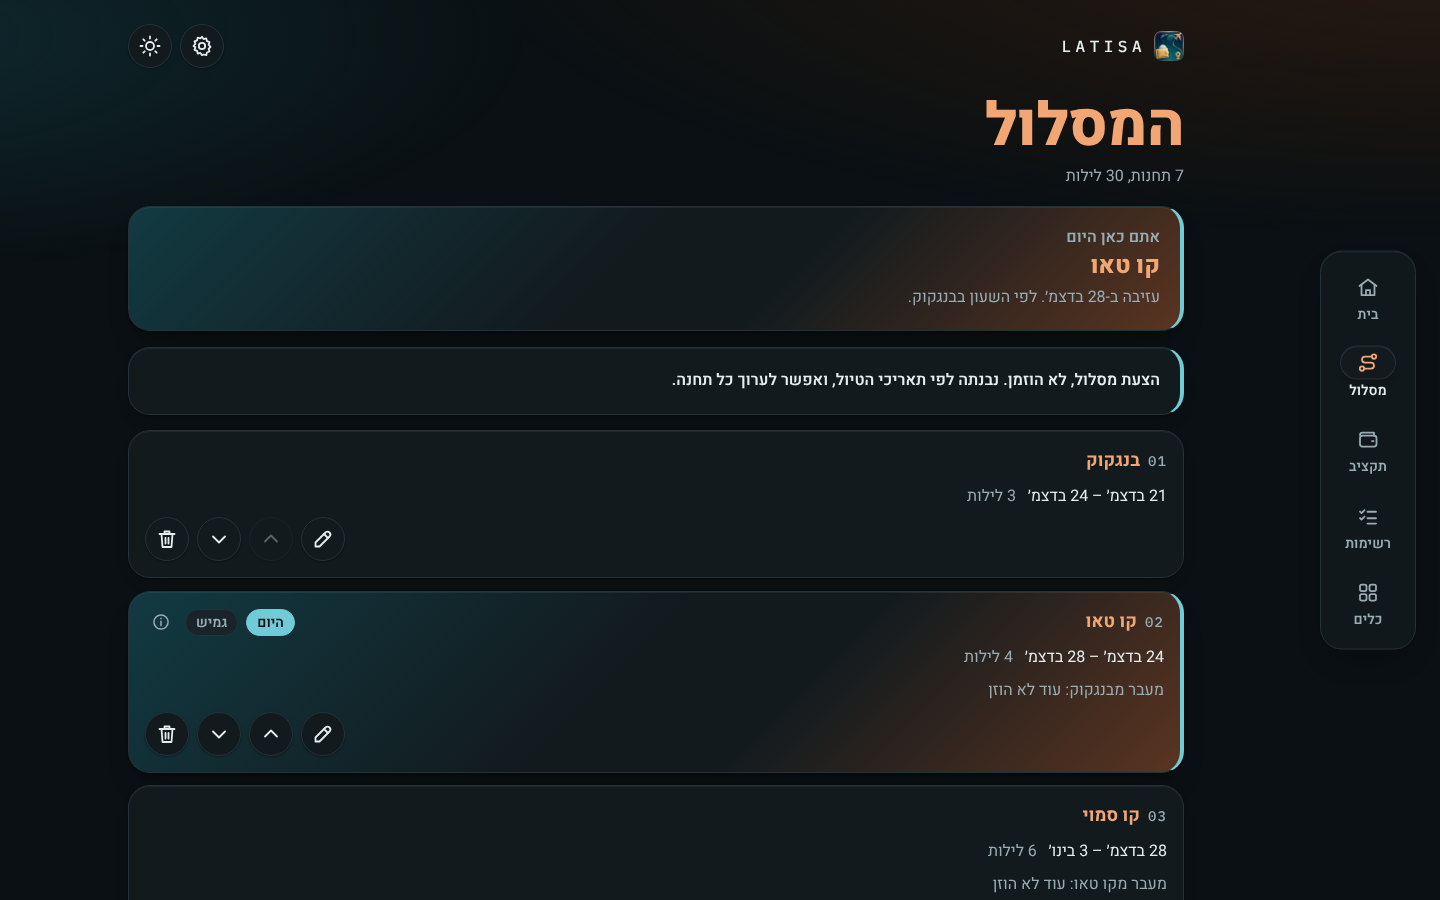 LATISA
המסלול
7 תחנות, 30 לילות
אתם כאן היום
קו טאו
עזיבה ב-28 בדצמ׳. לפי השעון בבנגקוק.
הצעת מסלול, לא הוזמן. נבנתה לפי תאריכי הטיול, ואפשר לערוך כל תחנה.
01 בנגקוק
21 בדצמ׳ – 24 בדצמ׳ 3 לילות
02 קו טאו
היום גמיש
24 בדצמ׳ – 28 בדצמ׳ 4 לילות
מעבר מבנגקוק: עוד לא הוזן
03 קו סמוי
28 בדצמ׳ – 3 בינו׳ 6 לילות
מעבר מקו טאו: עוד לא הוזן
בית
מסלול
תקציב
רשימות
כלים